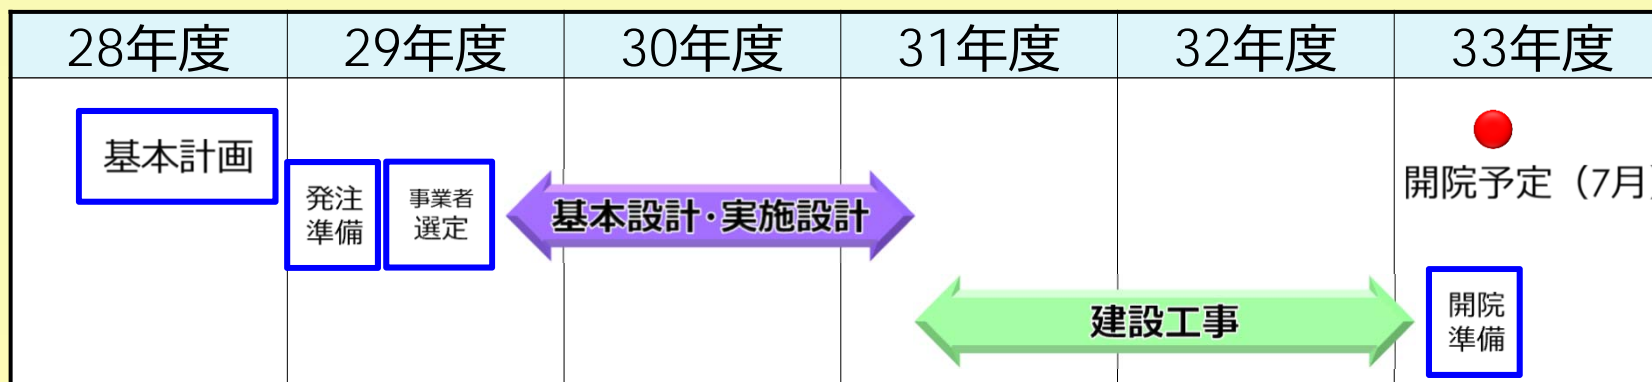 28年度
29年度
30年度
31年度
32年度
33年度
基本計画
発注
準備
事業者
選定
基本設計・実施設計
建設工事
開院予定（7月）
開院
準備